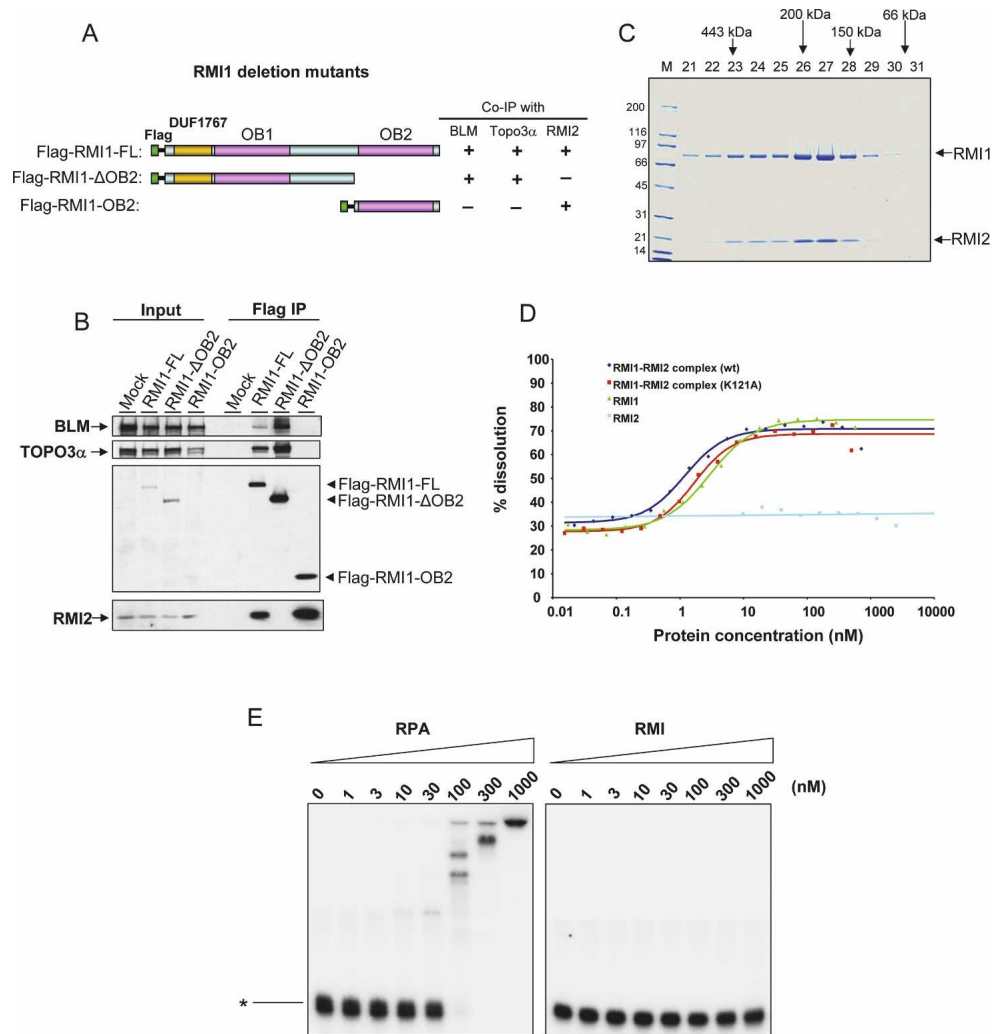 A
RMI1 deletion mutants
Co-IP with
Flag
DUF1767
OB1
OB2
BLM
Topo3α
RMI2
Flag-RMI1-FL:
+ + +
Flag-RMI1-ΔOB2:
+ + –
Flag-RMI1-OB2:
– – +
C
443 kDa
200 kDa
150 kDa
66 kDa
M 21 22 23 24 25 26 27 28 29 30 31
200
116
97
66
45
31
21
14
RMI1
RMI2
B
Input
Flag IP
Mock
RMI1-FL
RMI1-ΔOB2
RMI1-OB2
Mock
RMI1-FL
RMI1-ΔOB2
RMI1-OB2
BLM
TOPO3α
Flag-RMI1-FL
Flag-RMI1-ΔOB2
Flag-RMI1-OB2
RMI2
D
RMI1-RMI2 complex (wt)
RMI1-RMI2 complex (K121A)
RMI1
RMI2
% dissolution
100
90
80
70
60
50
40
30
20
10
0
0.01 0.1 1 10 100 1000 10000
Protein concentration (nM)
E
RPA
RMI
0 1 3 10 30 100 300 1000
0 1 3 10 30 100 300 1000
(nM)
*